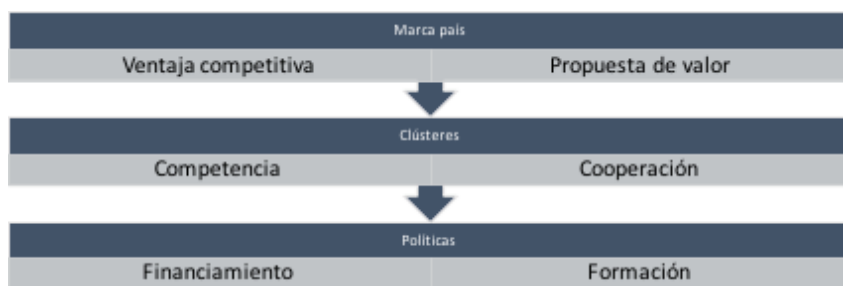 Marca país
Ventaja competitiva
Propuesta de valor
Clústeres
Competencia
Cooperación
Políticas
Financiamiento
Formación